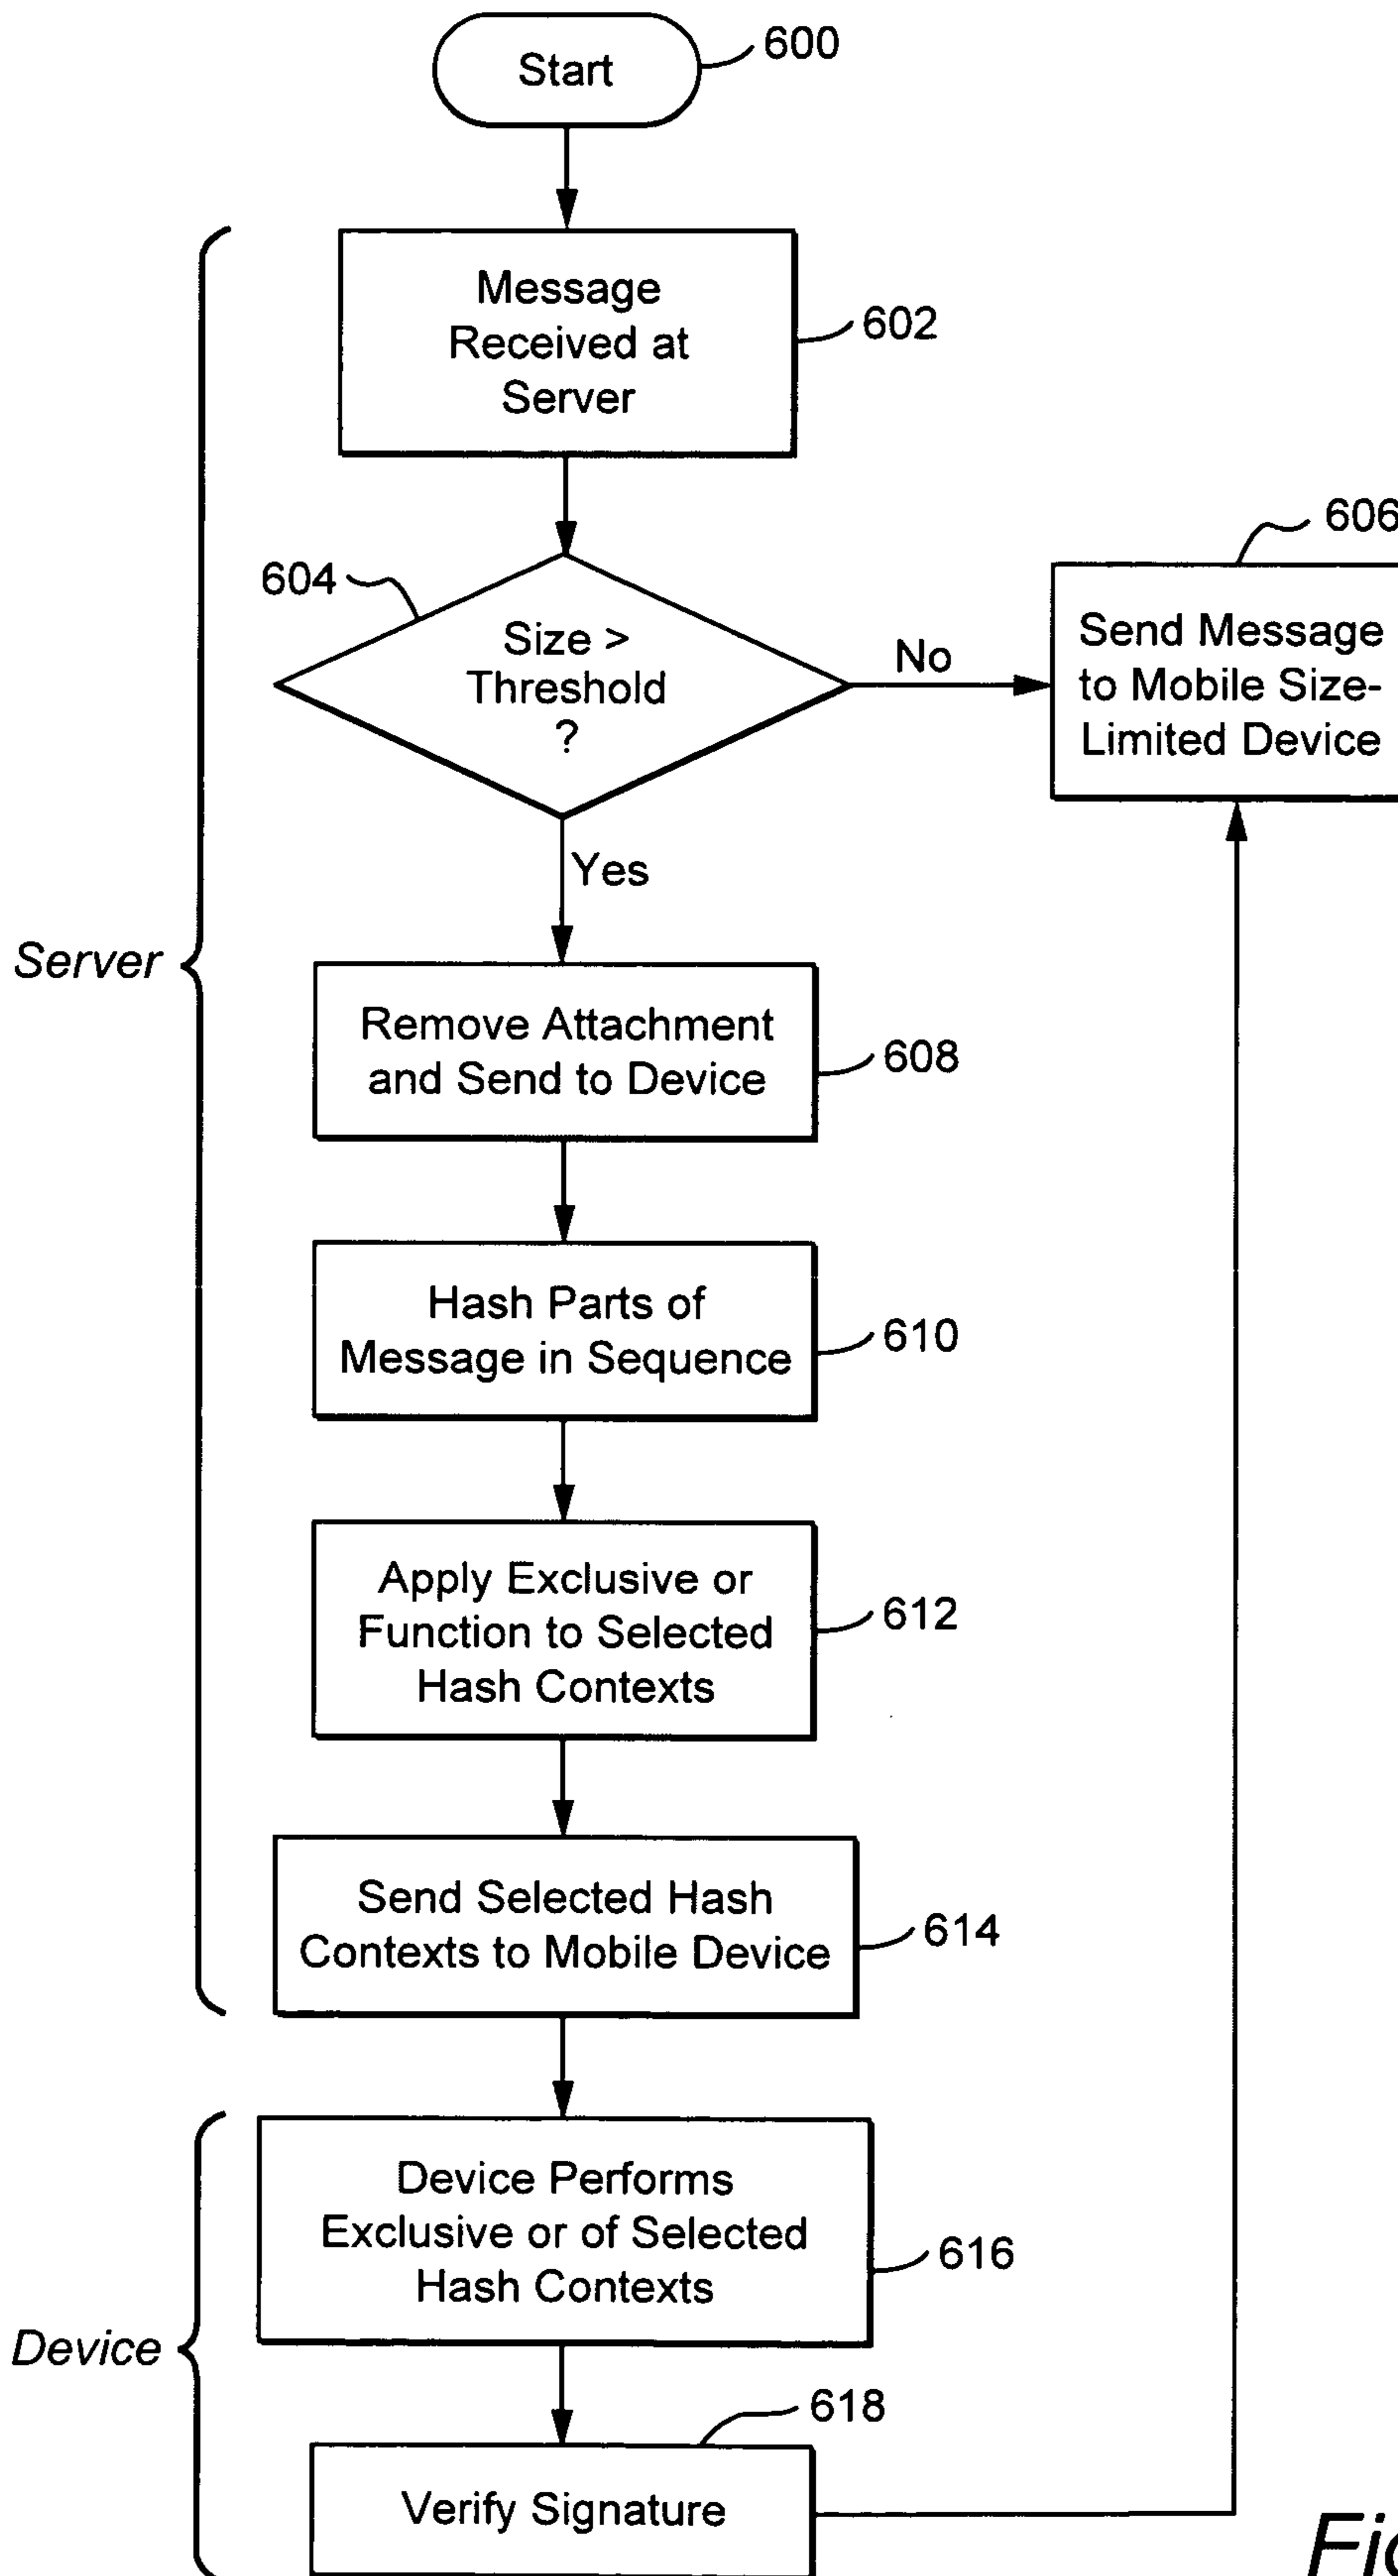 Start
600
Message
Received at
Server
602
604
Size >
Threshold
?
No
606
Send Message
to Mobile Size-
Limited Device
Yes
Server
Remove Attachment
and Send to Device
608
Hash Parts of
Message in Sequence
610
Apply Exclusive or
Function to Selected
Hash Contexts
612
Send Selected Hash
Contexts to Mobile Device
614
Device Performs
Exclusive or of Selected
Hash Contexts
616
Device
618
Verify Signature